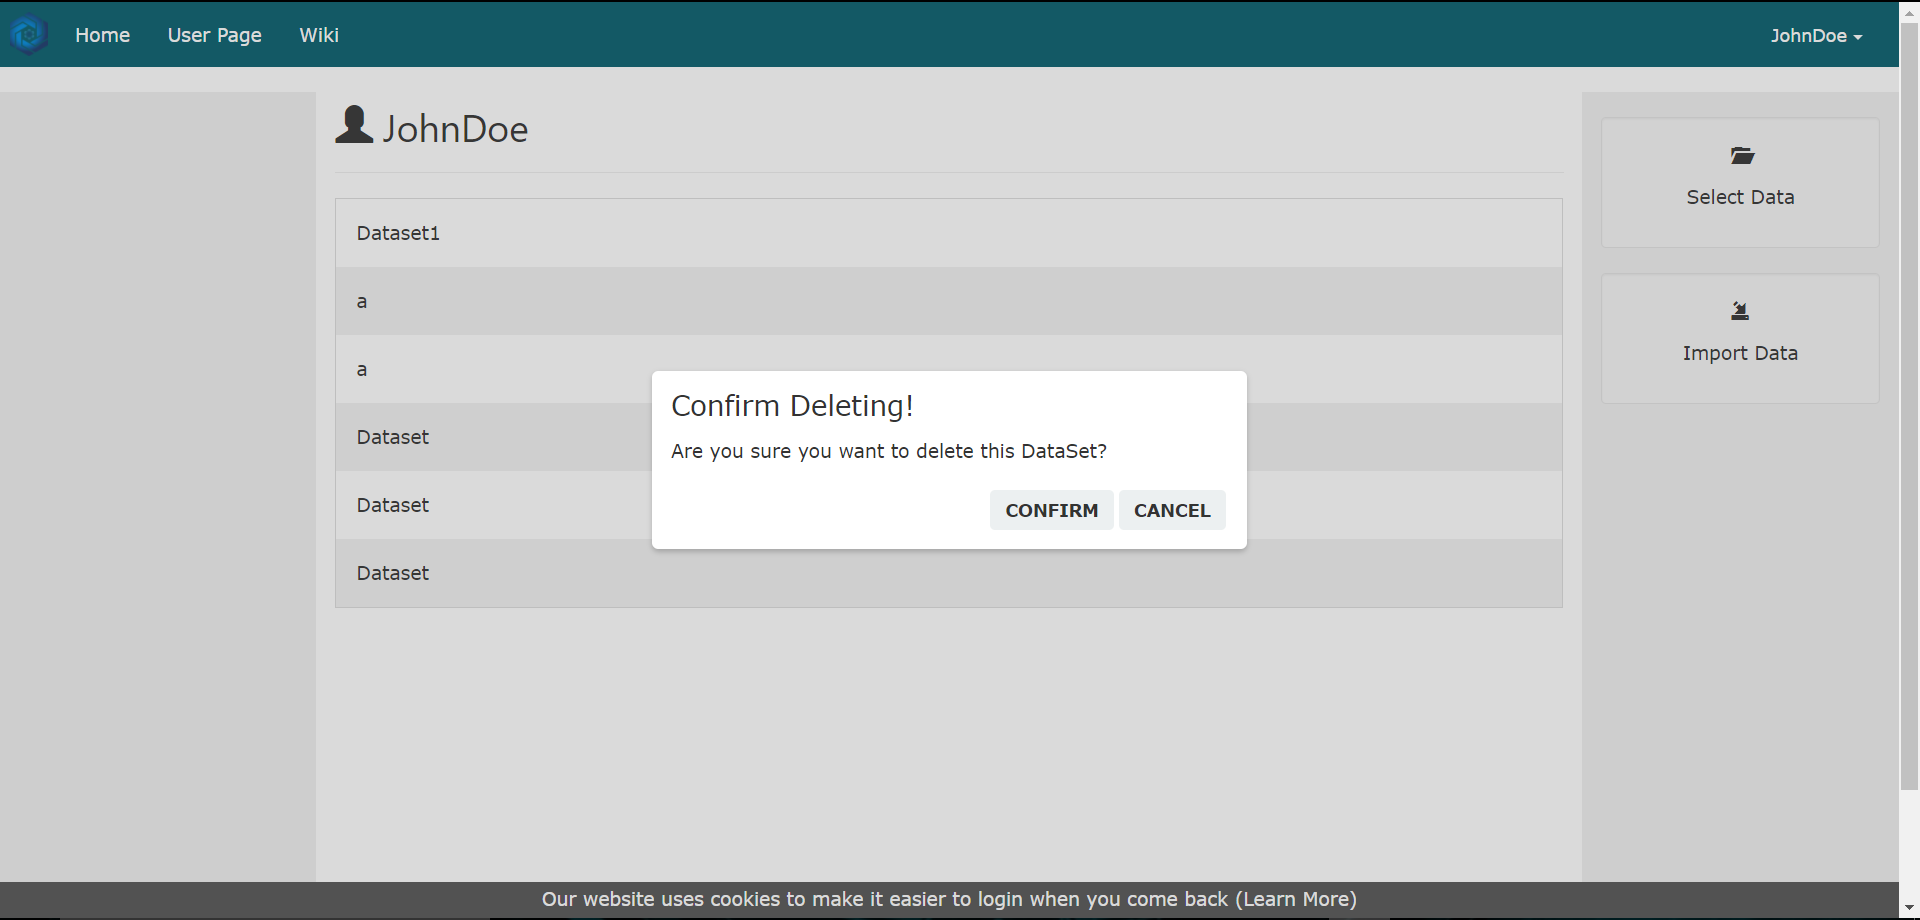 Home User Page Wiki JohnDoe
JohnDoe
Select Data
Dataset1
a
Import Data
a
Confirm Deleting!
Dataset
Are you sure you want to delete this DataSet?
Dataset
CONFIRM CANCEL
Dataset
Our website uses cookies to make it easier to login when you come back (Learn More)